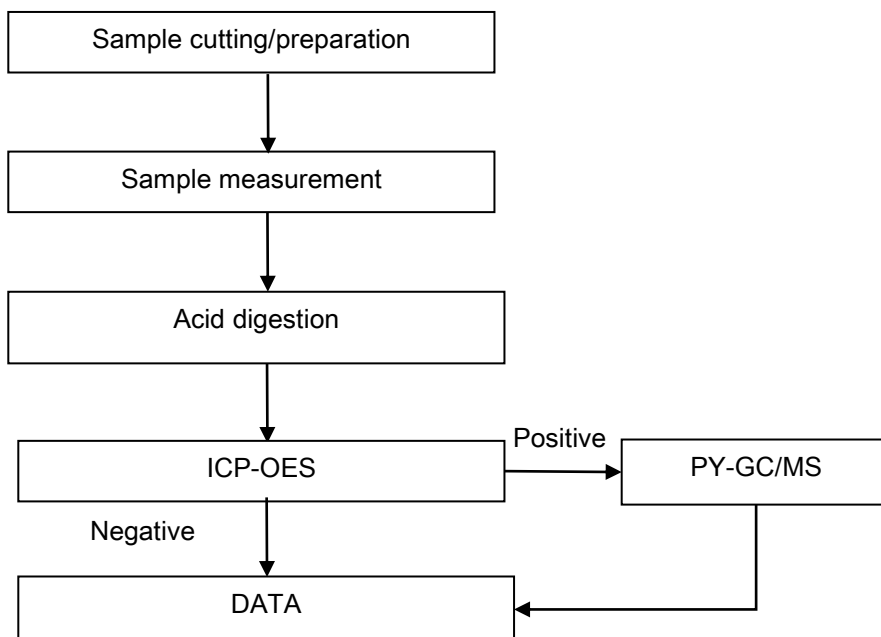 Sample cutting/preparation
Sample measurement
Acid digestion
ICP-OES
Positive
PY-GC/MS
Negative
DATA